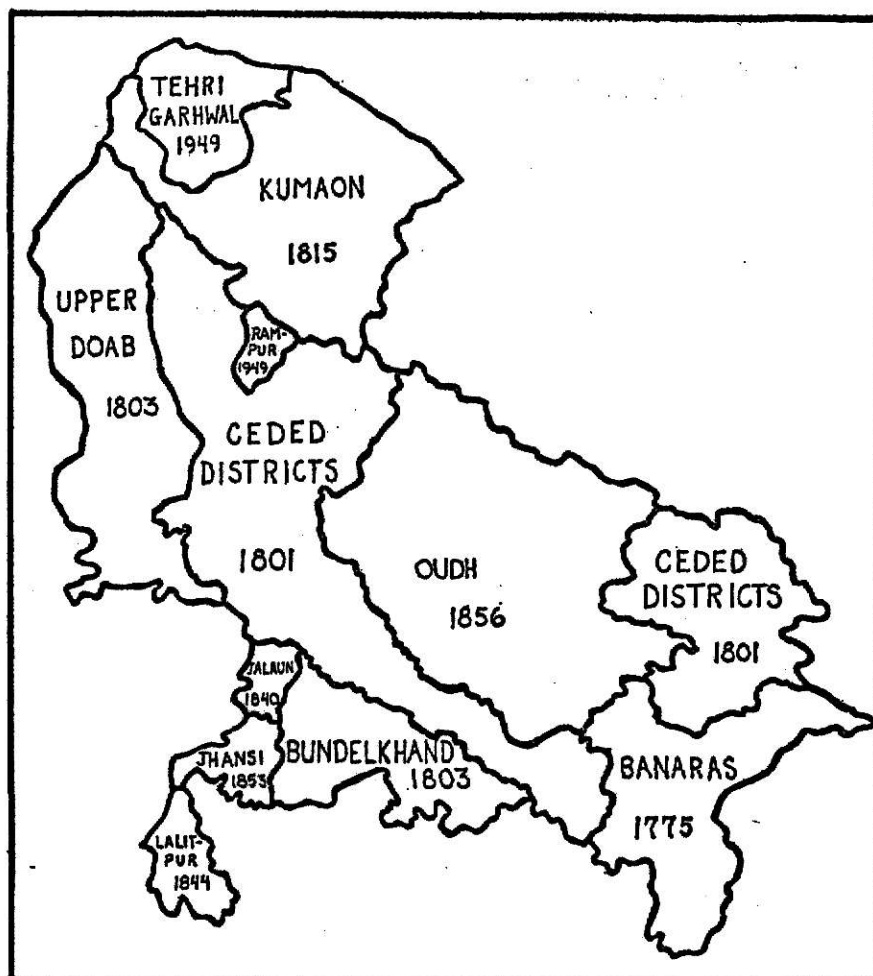 TEHRI
GARHWAL
1949
KUMAON
1815
UPPER
DOAB
1803
RAM-
PUR
1949
CEDED
DISTRICTS
1801
OUDH
1856
CEDED
DISTRICTS
1801
JALAUN
1840
JHANSI
1853
BUNDELKHAND
1803
BANARAS
1775
LALIT-
PUR
1844